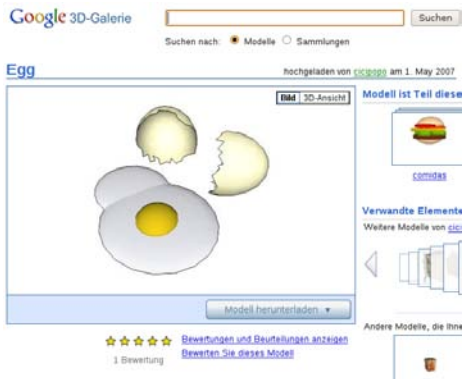 Google 3D-Galerie
Suchen
Suchen nach: Modelle Sammlungen
Egg
hochgeladen von cicipopo am 1. May 2007
Bild 3D-Ansicht
Modell ist Teil diese
comidas
Verwandte Elemente
Weitere Modelle von cic
Modell herunterladen
Andere Modelle, die Ihne
Bewertungen und Beurteilungen anzeigen
1 Bewertung
Bewerten Sie dieses Modell